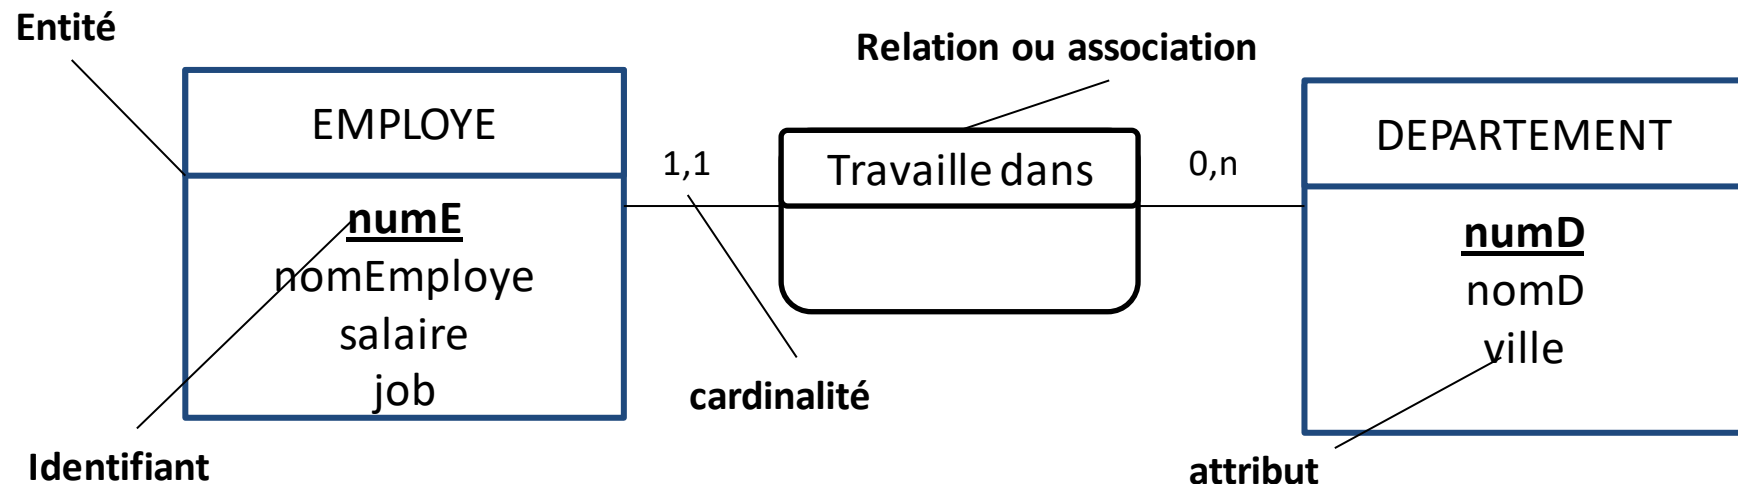 Entité
Relation ou association
EMPLOYE
DEPARTEMENT
1,1
Travaille dans
0,n
numE
nomEmploye
salaire
job
numD
nomD
ville
cardinalité
Identifiant
attribut